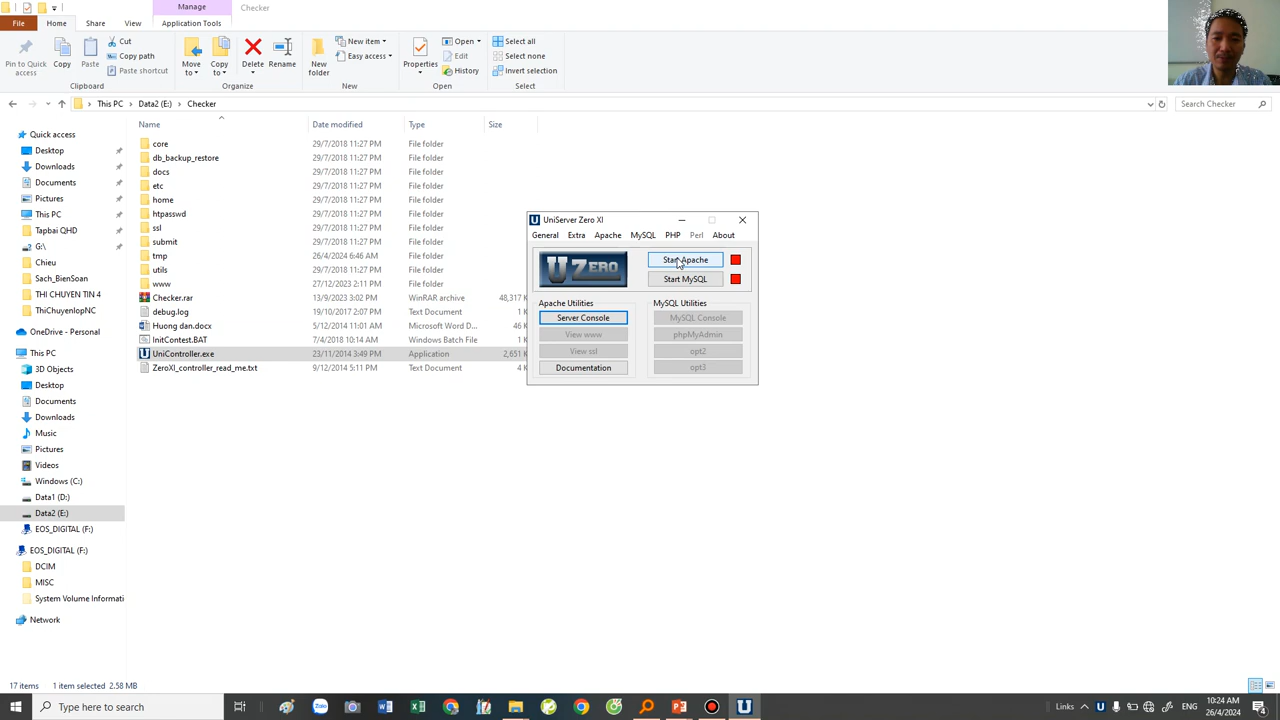 Manage
Checker
File
Home
Share
View
Application Tools
Pin to Quick access
Copy
Paste
Cut
Copy path
Paste shortcut
Clipboard
Move to
Copy to
Delete
Rename
Organize
New folder
New item
Easy access
New
Properties
Open
Edit
History
Open
Select all
Select none
Invert selection
Select
This PC > Data2 (E:) > Checker
Search Checker
Name Date modified Type Size
Quick access
Desktop
Downloads
Documents
Pictures
This PC
Tapbai QHD
G:\
Chieu
Sach_BienSoan
THI CHUYEN TIN 4
ThiChuyenlopNC
OneDrive - Personal
This PC
3D Objects
Desktop
Documents
Downloads
Music
Pictures
Videos
Windows (C:)
Data1 (D:)
Data2 (E:)
EOS_DIGITAL (F:)
EOS_DIGITAL (F:)
DCIM
MISC
System Volume Informati
Network
core 29/7/2018 11:27 PM File folder
db_backup_restore 29/7/2018 11:27 PM File folder
docs 29/7/2018 11:27 PM File folder
etc 29/7/2018 11:27 PM File folder
home 29/7/2018 11:27 PM File folder
htpasswd 29/7/2018 11:27 PM File folder
ssl 29/7/2018 11:27 PM File folder
submit 29/7/2018 11:27 PM File folder
tmp 26/4/2024 6:46 AM File folder
utils 29/7/2018 11:27 PM File folder
www 27/12/2023 2:11 PM File folder
Checker.rar 13/9/2023 3:02 PM WinRAR archive 48,317 K
debug.log 19/10/2017 2:07 PM Text Document 1 K
Huong dan.docx 5/12/2014 11:01 AM Microsoft Word D... 46 K
InitContest.BAT 7/4/2018 10:14 AM Windows Batch File 1 K
UniController.exe 23/11/2014 3:49 PM Application 2,651 K
ZeroXI_controller_read_me.txt 9/12/2014 5:11 PM Text Document 4 K
UniServer Zero XI
General Extra Apache MySQL PHP Perl About
U ZERO
Start Apache
Start MySQL
Apache Utilities
Server Console
View www
View ssl
Documentation
MySQL Utilities
MySQL Console
phpMyAdmin
opt2
opt3
17 items 1 item selected 2.58 MB
Type here to search
Links
ENG
10:24 AM
26/4/2024